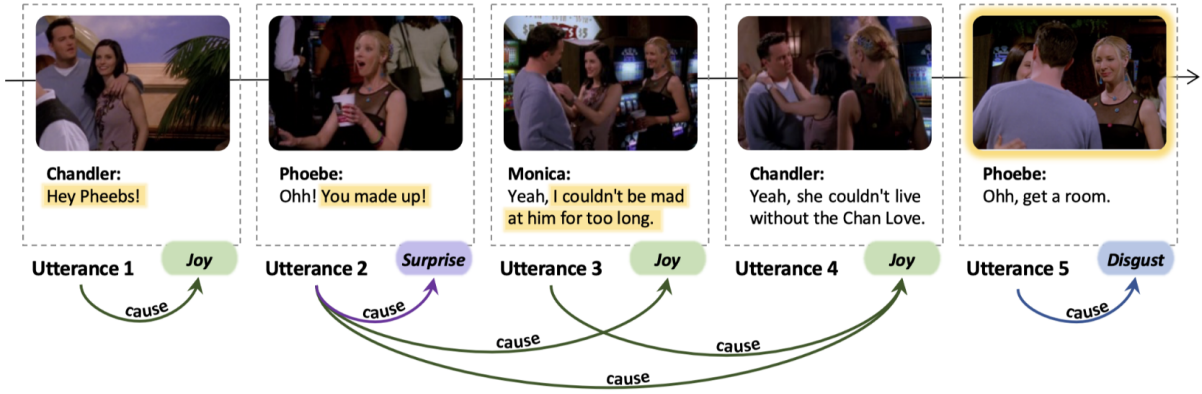 Chandler:
Hey Pheebs!
Phoebe:
Ohh! You made up!
Monica:
Yeah, I couldn't be mad
at him for too long.
Chandler:
Yeah, she couldn't live
without the Chan Love.
Phoebe:
Ohh, get a room.
Utterance 1
Joy
Utterance 2
Surprise
Utterance 3
Joy
Utterance 4
Joy
Utterance 5
Disgust
cause
cause
cause
cause
cause
cause